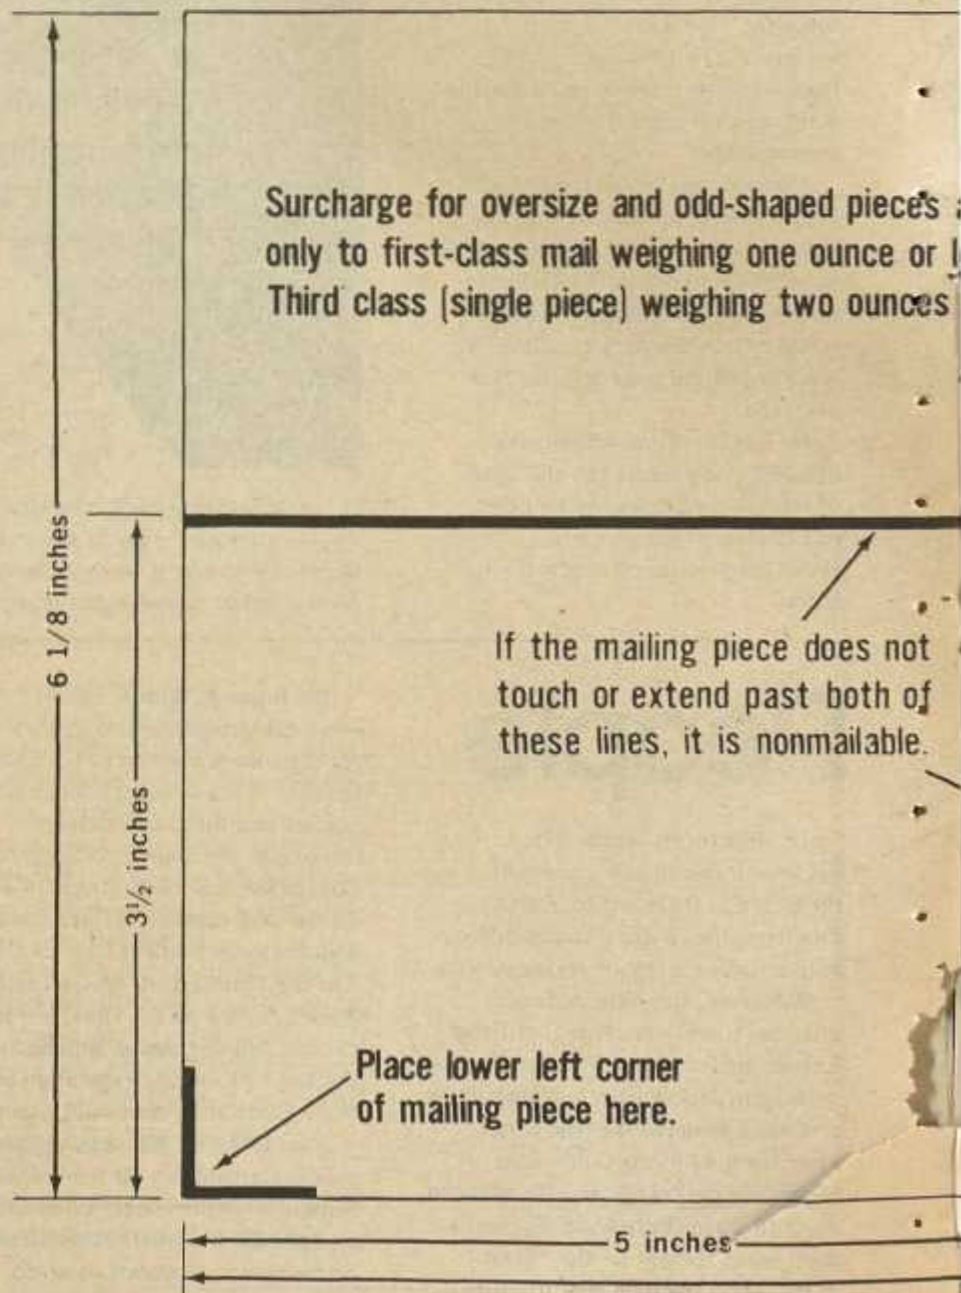 Surcharge for oversize and odd-shaped pieces
only to first-class mail weighing one ounce or
Third class (single piece) weighing two ounces
6 1/8 inches
If the mailing piece does not
touch or extend past both of
these lines, it is nonmailable.
3½ inches
Place lower left corner
of mailing piece here.
5 inches